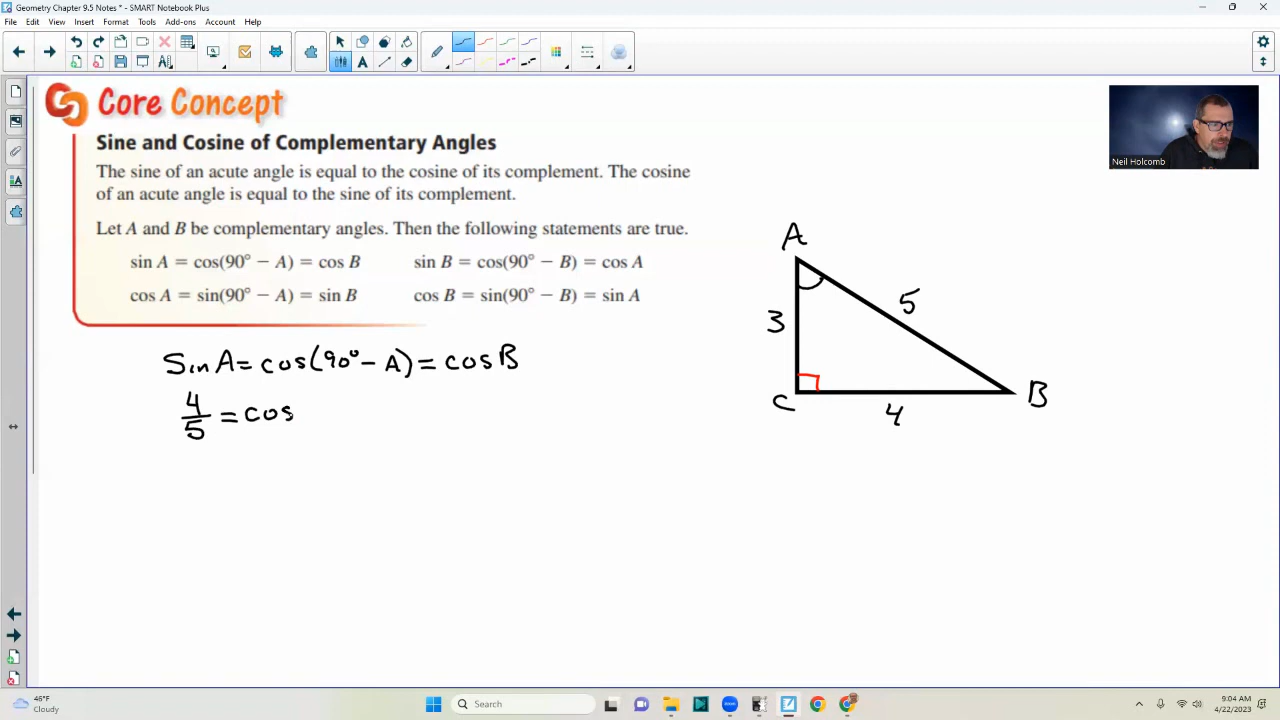 Geometry Chapter 9.5 Notes * - SMART Notebook Plus
File Edit View Insert Format Tools Add-ons Account Help
Core Concept
Sine and Cosine of Complementary Angles
The sine of an acute angle is equal to the cosine of its complement. The cosine
of an acute angle is equal to the sine of its complement.
Let A and B be complementary angles. Then the following statements are true.
sin A = cos(90° − A) = cos B sin B = cos(90° − B) = cos A
cos A = sin(90° − A) = sin B cos B = sin(90° − B) = sin A
Sin A = cos(90° − A) = cos B
4/5 = cos
A
5
3
C
B
4
Neil Holcomb
46°F
Cloudy
Search
9:04 AM
4/22/2023